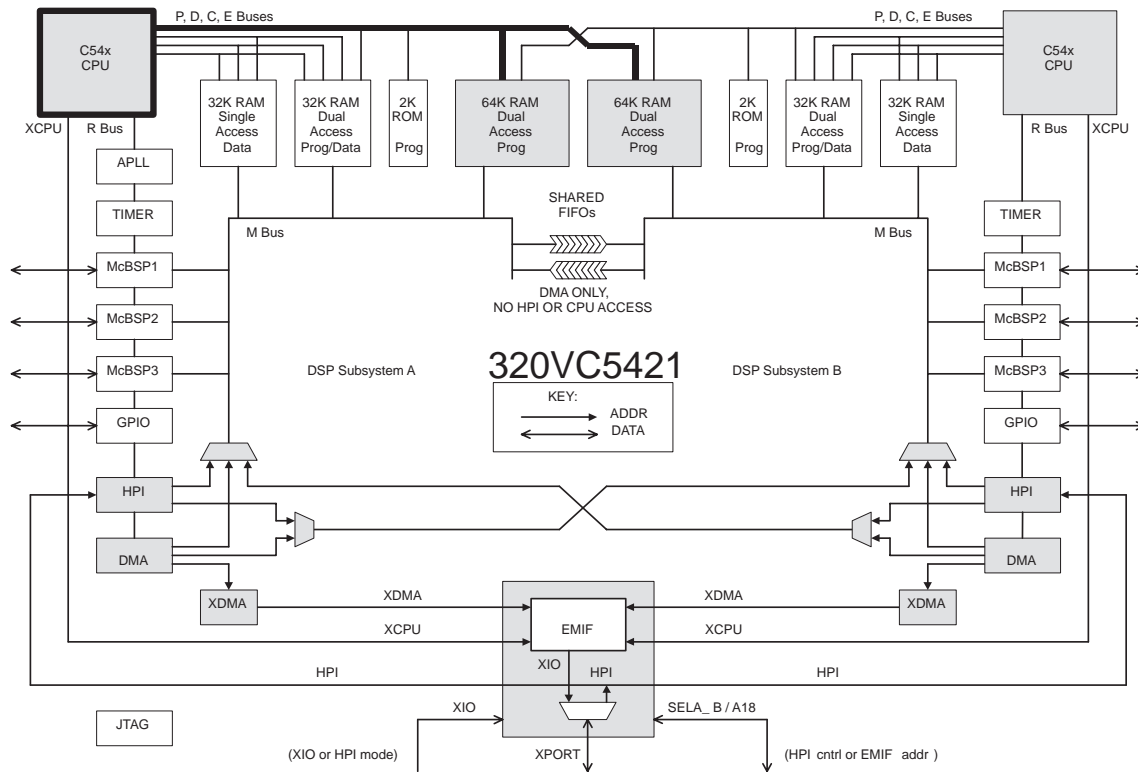 P, D, C, E Buses
P, D, C, E Buses
C54x
CPU
C54x
CPU
32K RAM
Single
Access
Data
32K RAM
Dual
Access
Prog/Data
2K
ROM
Prog
64K RAM
Dual
Access
Prog
64K RAM
Dual
Access
Prog
2K
ROM
Prog
32K RAM
Dual
Access
Prog/Data
32K RAM
Single
Access
Data
XCPU
R Bus
R Bus
XCPU
APLL
TIMER
SHARED
FIFOs
TIMER
M Bus
M Bus
McBSP1
McBSP1
DMA ONLY,
NO HPI OR CPU ACCESS
McBSP2
McBSP2
320VC5421
McBSP3
DSP Subsystem A
DSP Subsystem B
McBSP3
KEY:
ADDR
DATA
GPIO
GPIO
HPI
HPI
DMA
DMA
XDMA
XDMA
XDMA
XDMA
XCPU
EMIF
XCPU
XIO
HPI
HPI
HPI
XIO
SELA_ B / A18
JTAG
(XIO or HPI mode)
XPORT
(HPI cntrl or EMIF addr )